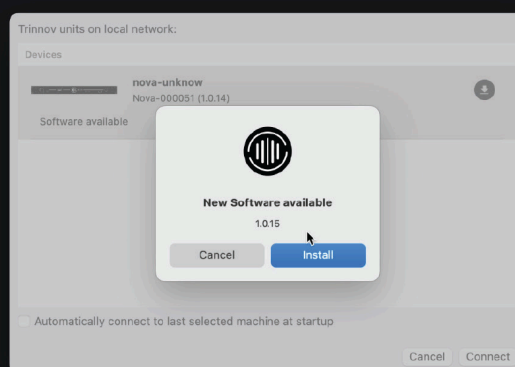 Trinnov units on local network:
Devices
nova-unknow
Nova-000051 (1.0.14)
Software available
New Software available
1.0.15
Cancel
Install
Automatically connect to last selected machine at startup
Cancel
Connect